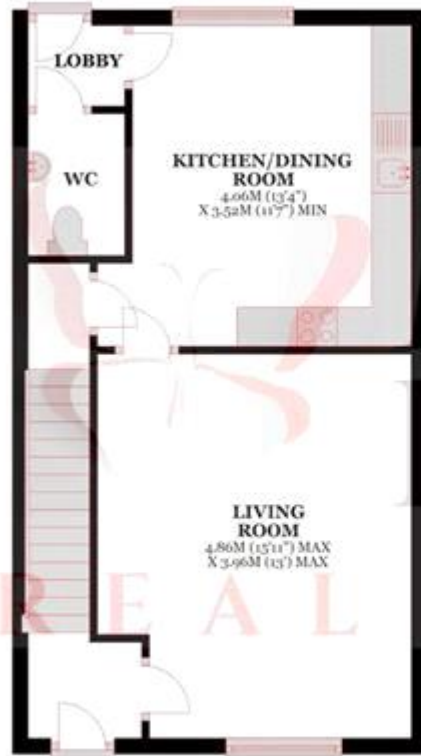 LOBBY
WC
KITCHEN/DINING
ROOM
4.06M (13'4")
X 3.52M (11'7") MIN
LIVING
ROOM
4.86M (15'11") MAX
X 3.96M (13') MAX
REAL